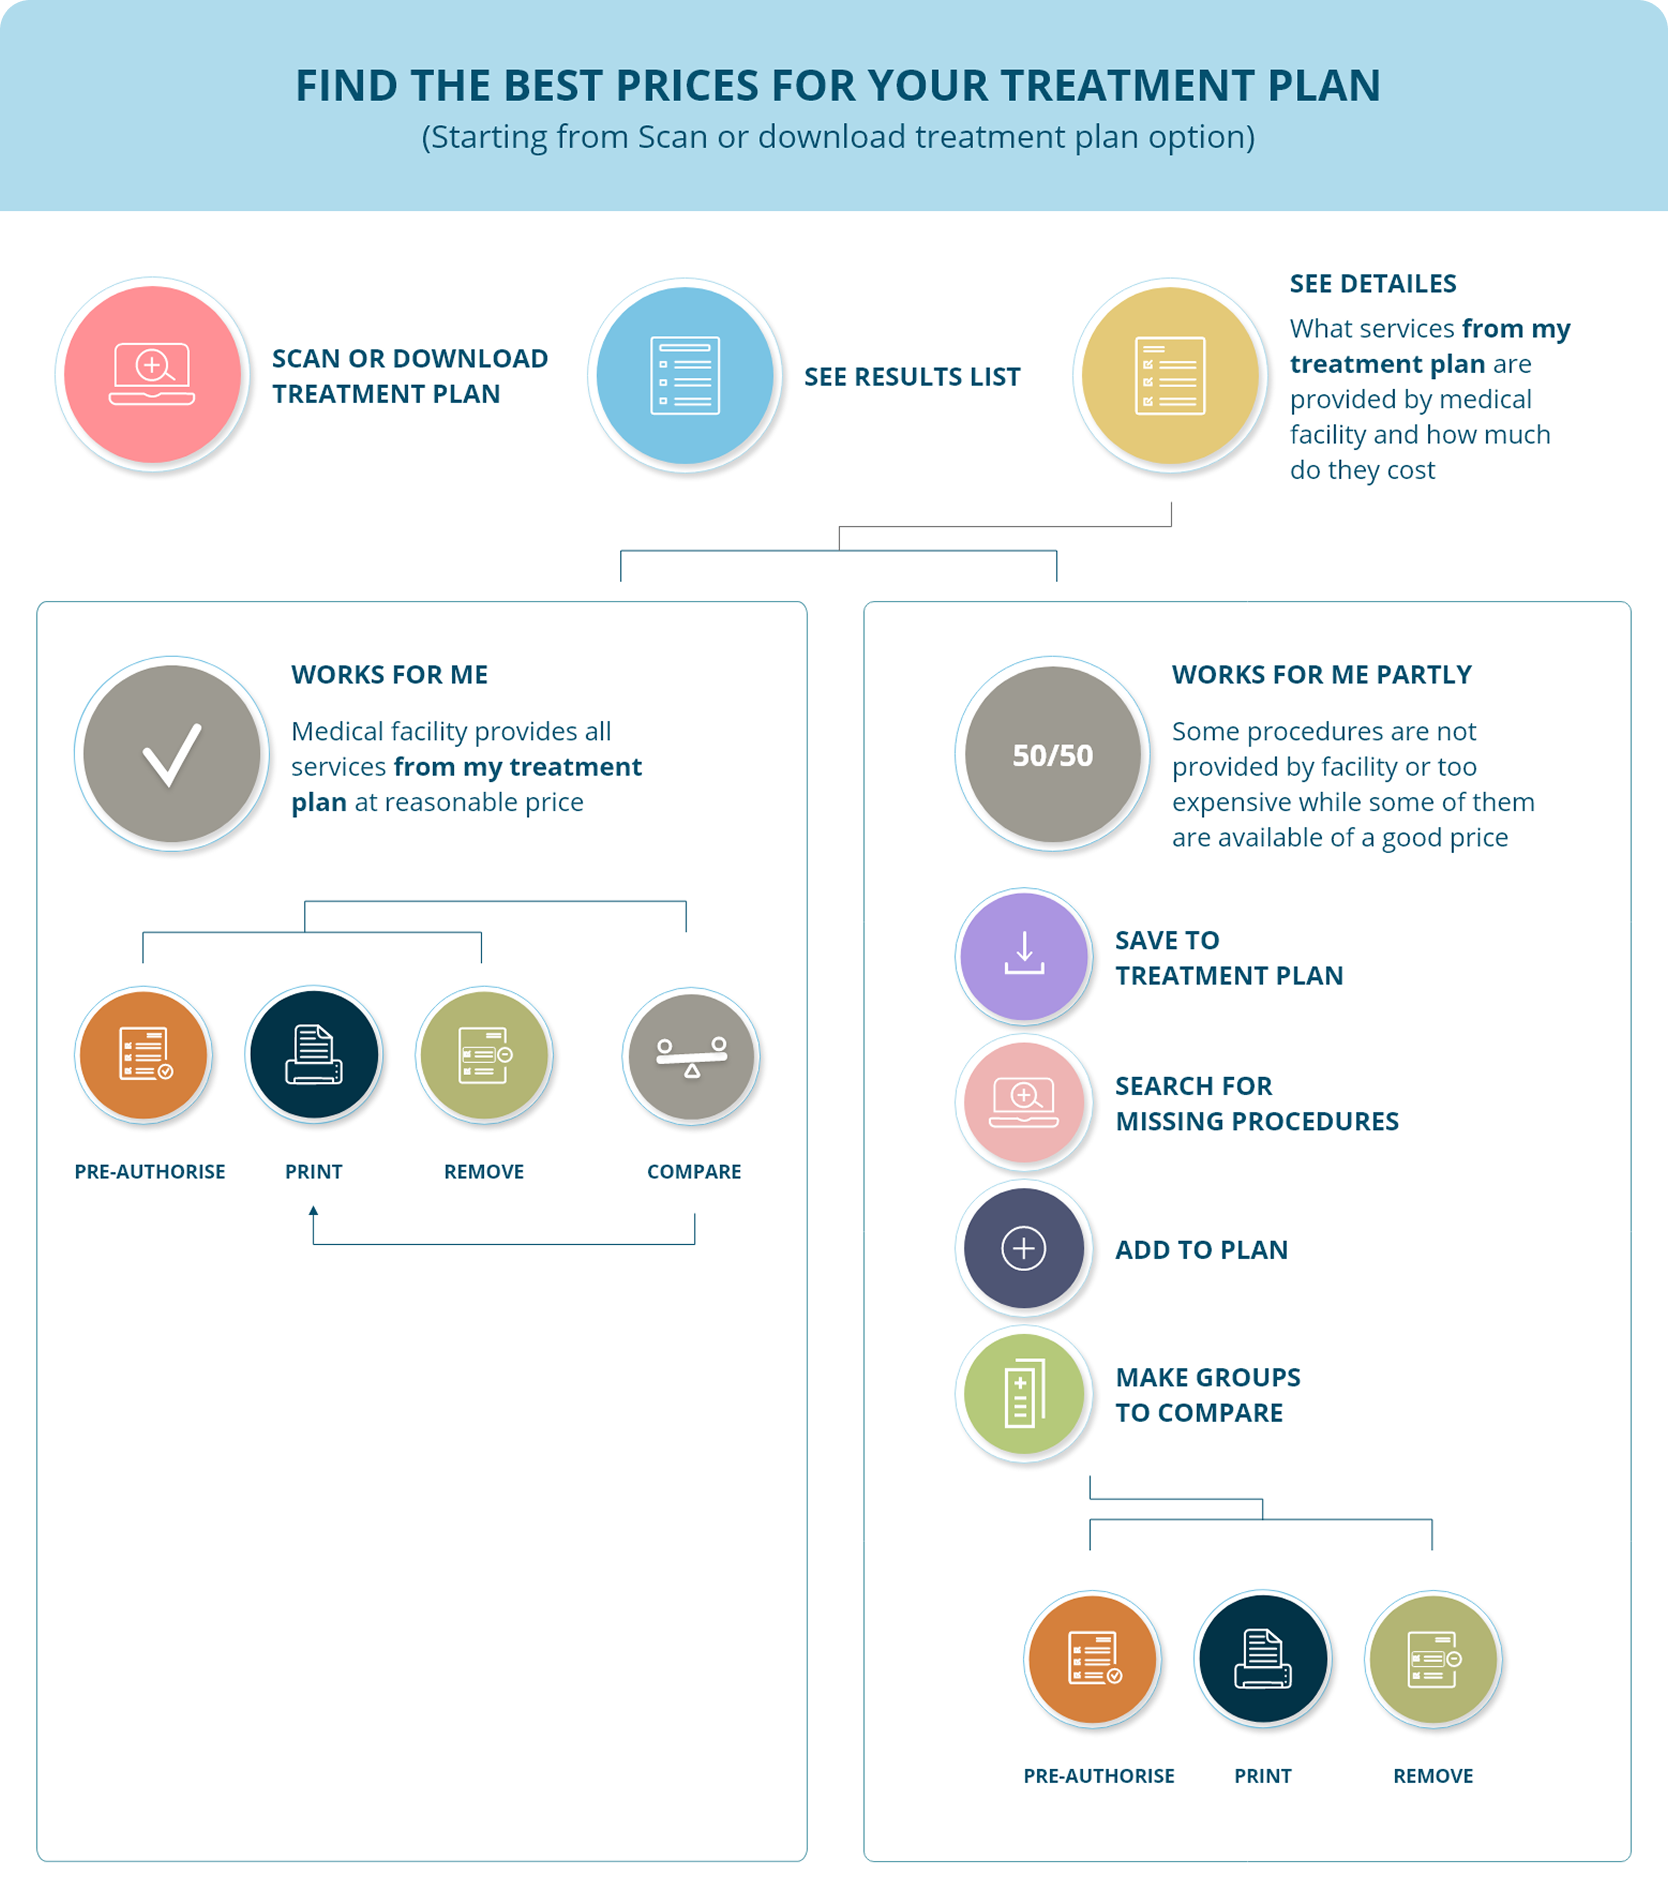 FIND THE BEST PRICES FOR YOUR TREATMENT PLAN
(Starting from Scan or download treatment plan option)
SCAN OR DOWNLOAD
TREATMENT PLAN
SEE RESULTS LIST
SEE DETAILES
What services from my
treatment plan are
provided by medical
facility and how much
do they cost
WORKS FOR ME
Medical facility provides all
services from my treatment
plan at reasonable price
PRE-AUTHORISE
PRINT
REMOVE
COMPARE
50/50
WORKS FOR ME PARTLY
Some procedures are not
provided by facility or too
expensive while some of them
are available of a good price
SAVE TO
TREATMENT PLAN
SEARCH FOR
MISSING PROCEDURES
ADD TO PLAN
MAKE GROUPS
TO COMPARE
PRE-AUTHORISE
PRINT
REMOVE